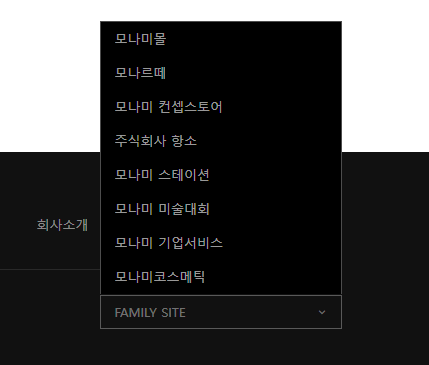 모나미몰
모나르떼
모나미 컨셉스토어
주식회사 항소
모나미 스테이션
모나미 미술대회
회사소개
모나미 기업서비스
모나미코스메틱
FAMILY SITE